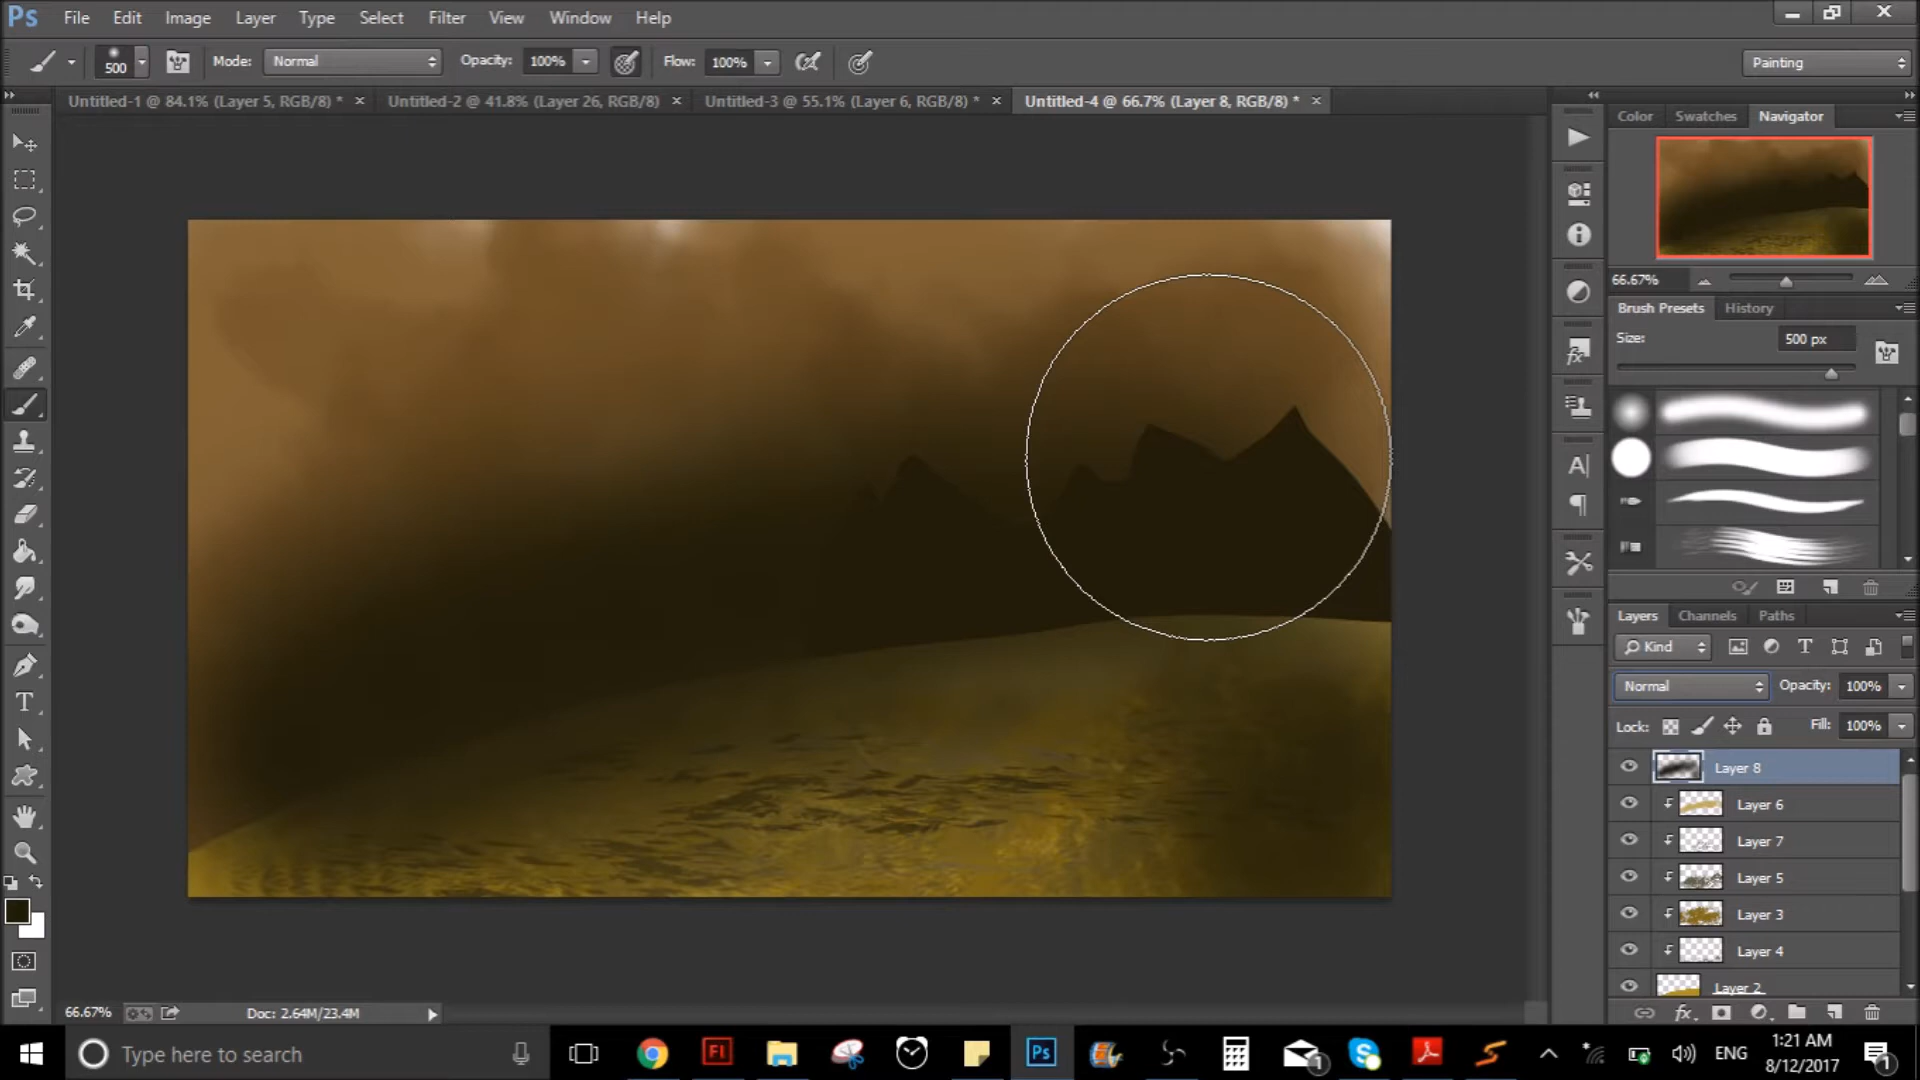 Ps File Edit Image Layer Type Select Filter View Window Help
500 Mode: Normal Opacity: 100% Flow: 100% Painting
Untitled-1 @ 84.1% (Layer 5, RGB/8) * × Untitled-2 @ 41.8% (Layer 26, RGB/8) × Untitled-3 @ 55.1% (Layer 6, RGB/8) * × Untitled-4 @ 66.7% (Layer 8, RGB/8) * ×
Color Swatches Navigator
66.67%
Brush Presets History
Size: 500 px
Layers Channels Paths
Kind
Normal Opacity: 100%
Lock: Fill: 100%
Layer 8
Layer 6
Layer 7
Layer 5
Layer 3
Layer 4
Layer 2
66.67% Doc: 2.64M/23.4M
Type here to search
Fl Ps 1 ENG 1:21 AM
8/12/2017 1